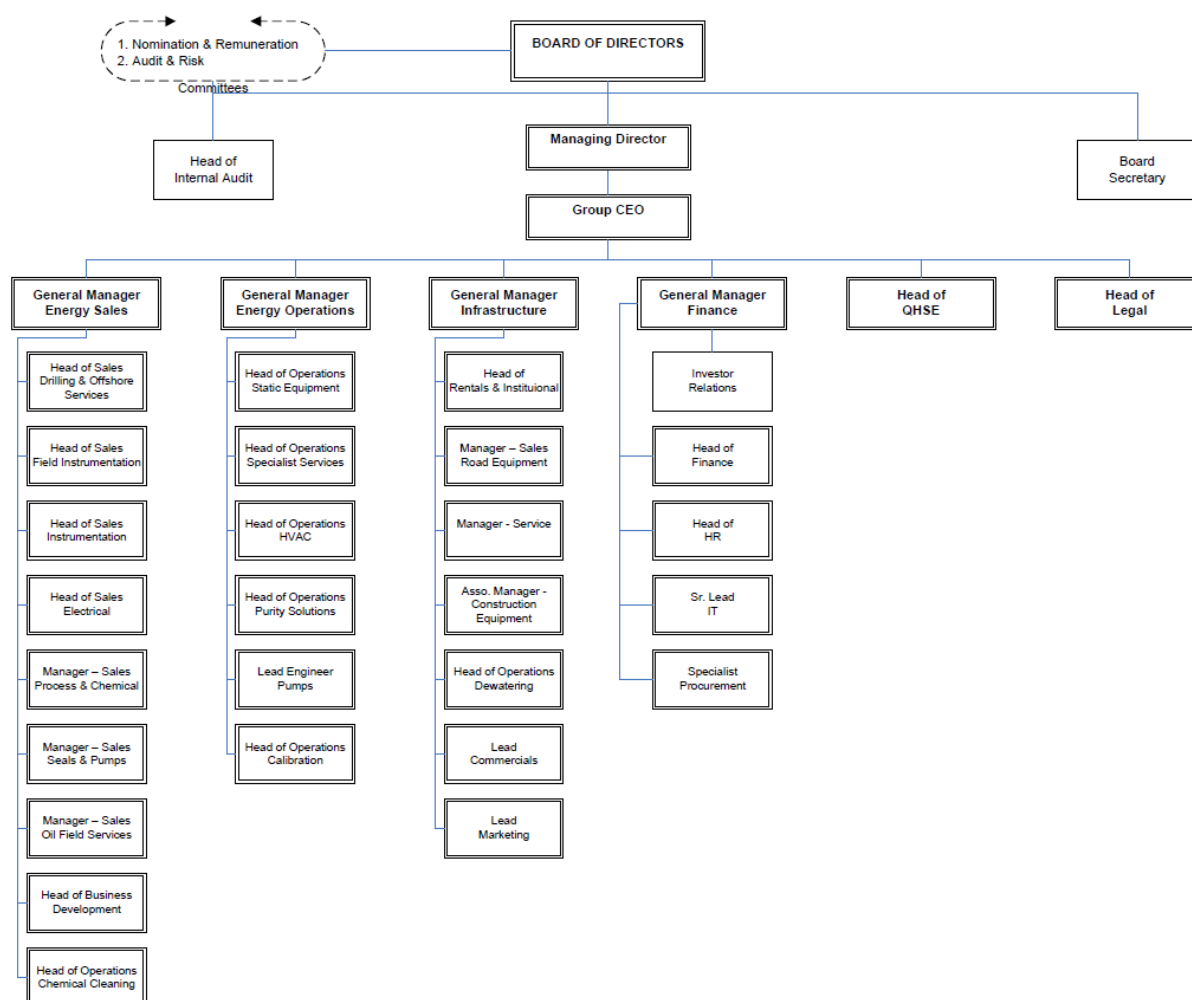 1. Nomination & Remuneration
2. Audit & Risk
Committees
BOARD OF DIRECTORS
Head of
Internal Audit
Managing Director
Board
Secretary
Group CEO
General Manager
Energy Sales
General Manager
Energy Operations
General Manager
Infrastructure
General Manager
Finance
Head of
QHSE
Head of
Legal
Head of Sales
Drilling & Offshore
Services
Head of Sales
Field Instrumentation
Head of Sales
Instrumentation
Head of Sales
Electrical
Manager – Sales
Process & Chemical
Manager – Sales
Seals & Pumps
Manager – Sales
Oil Field Services
Head of Business
Development
Head of Operations
Chemical Cleaning
Head of Operations
Static Equipment
Head of Operations
Specialist Services
Head of Operations
HVAC
Head of Operations
Purity Solutions
Lead Engineer
Pumps
Head of Operations
Calibration
Head of
Rentals & Instituional
Manager – Sales
Road Equipment
Manager - Service
Asso. Manager -
Construction
Equipment
Head of Operations
Dewatering
Lead
Commercials
Lead
Marketing
Investor
Relations
Head of
Finance
Head of
HR
Sr. Lead
IT
Specialist
Procurement